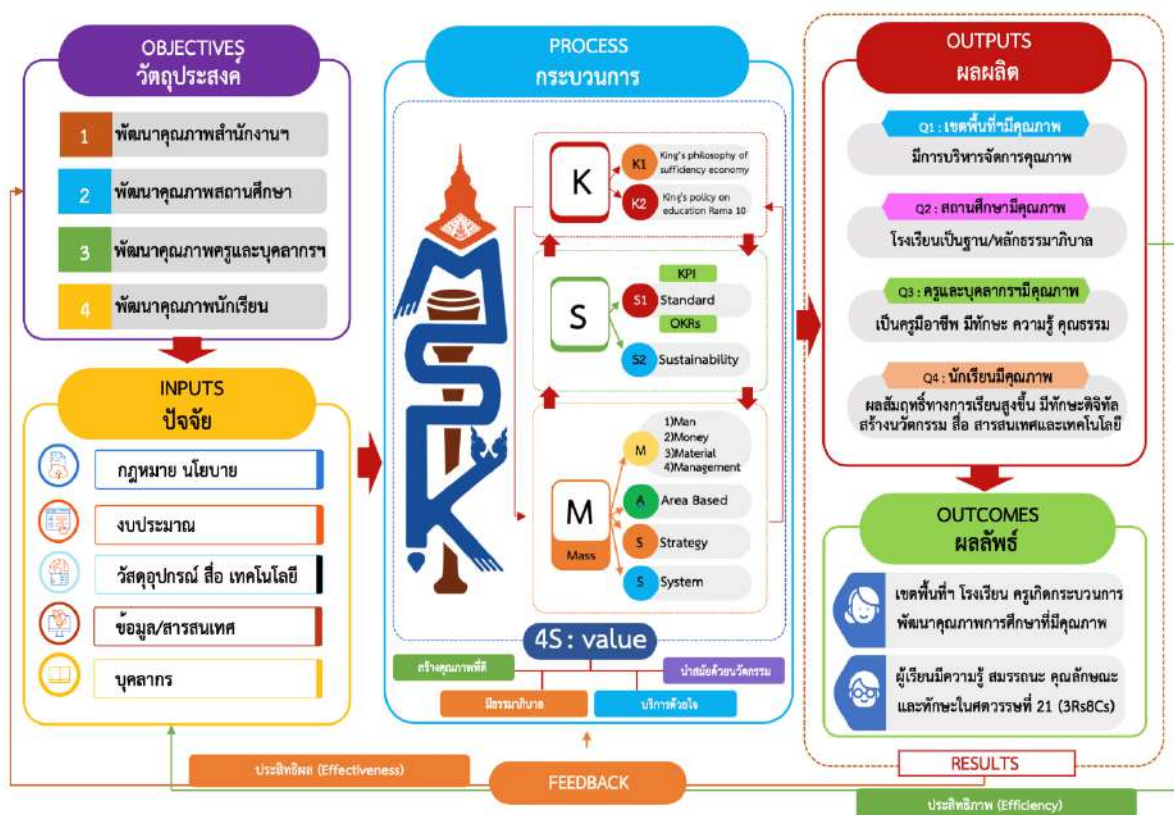 OBJECTIVES
วัตถุประสงค์
1 พัฒนาคุณภาพสำนักงานฯ
2 พัฒนาคุณภาพสถานศึกษา
3 พัฒนาคุณภาพครูและบุคลากรฯ
4 พัฒนาคุณภาพนักเรียน
INPUTS
ปัจจัย
กฎหมาย นโยบาย
งบประมาณ
วัสดุอุปกรณ์ สื่อ เทคโนโลยี
ข้อมูล/สารสนเทศ
บุคลากร
PROCESS
กระบวนการ
MSPK
K
K1 King's philosophy of
sufficiency economy
K2 King's policy on
education Rama 10
S
KPI
S1 Standard
OKRs
S2 Sustainability
M
Mass
M
1)Man
2)Money
3)Material
4)Management
A Area Based
S Strategy
S System
4S : value
สร้างคุณภาพที่ดี
นำสมัยด้วยนวัตกรรม
มีธรรมาภิบาล
บริการด้วยใจ
OUTPUTS
ผลผลิต
Q1 : เขตพื้นที่ฯมีคุณภาพ
มีการบริหารจัดการคุณภาพ
Q2 : สถานศึกษามีคุณภาพ
โรงเรียนเป็นฐาน/หลักธรรมาภิบาล
Q3 : ครูและบุคลากรฯมีคุณภาพ
เป็นครูมืออาชีพ มีทักษะ ความรู้ คุณธรรม
Q4 : นักเรียนมีคุณภาพ
ผลสัมฤทธิ์ทางการเรียนสูงขึ้น มีทักษะดิจิทัล
สร้างนวัตกรรม สื่อ สารสนเทศและเทคโนโลยี
OUTCOMES
ผลลัพธ์
เขตพื้นที่ฯ โรงเรียน ครูเกิดกระบวนการ
พัฒนาคุณภาพการศึกษาที่มีคุณภาพ
ผู้เรียนมีความรู้ สมรรถนะ คุณลักษณะ
และทักษะในศตวรรษที่ 21 (3Rs8Cs)
RESULTS
ประสิทธิผล (Effectiveness)
FEEDBACK
ประสิทธิภาพ (Efficiency)